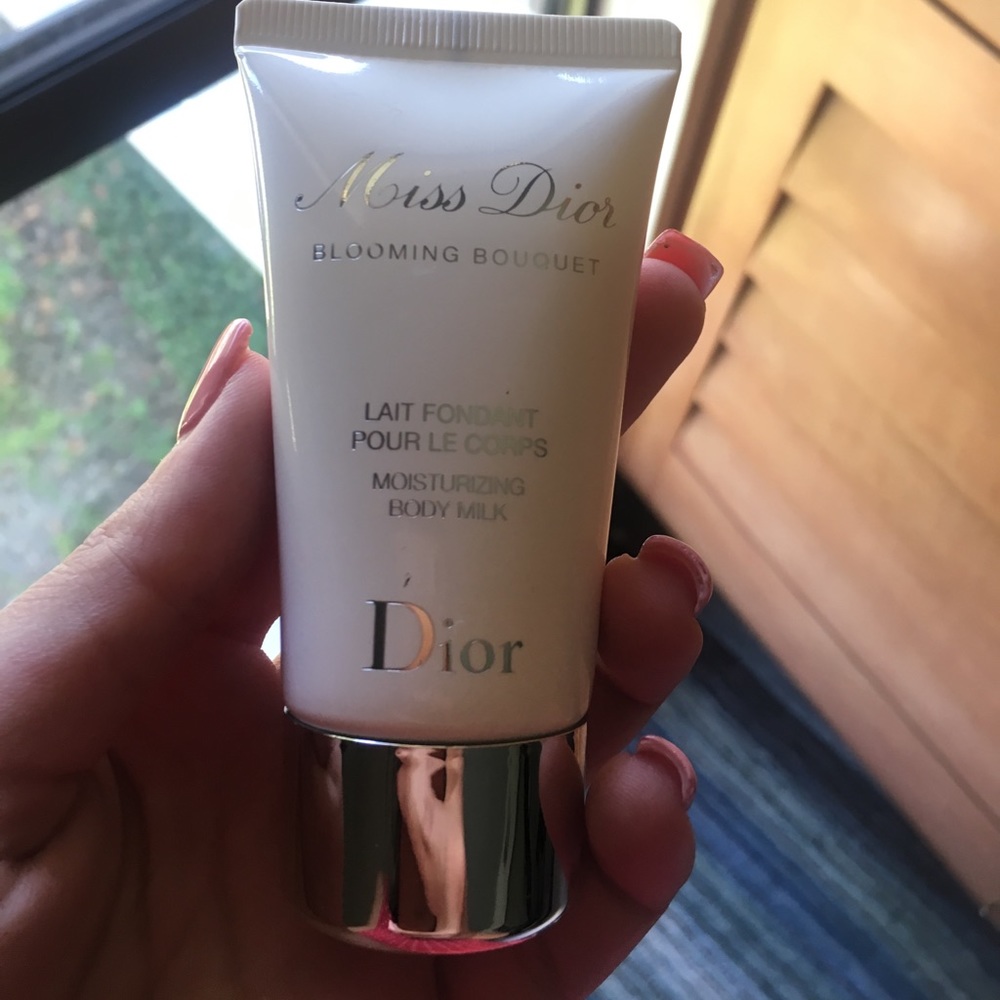 Miss Dior
BLOOMING BOUQUET
LAIT FONDANT
POUR LE CORPS
MOISTURIZING
BODY MILK
Dior